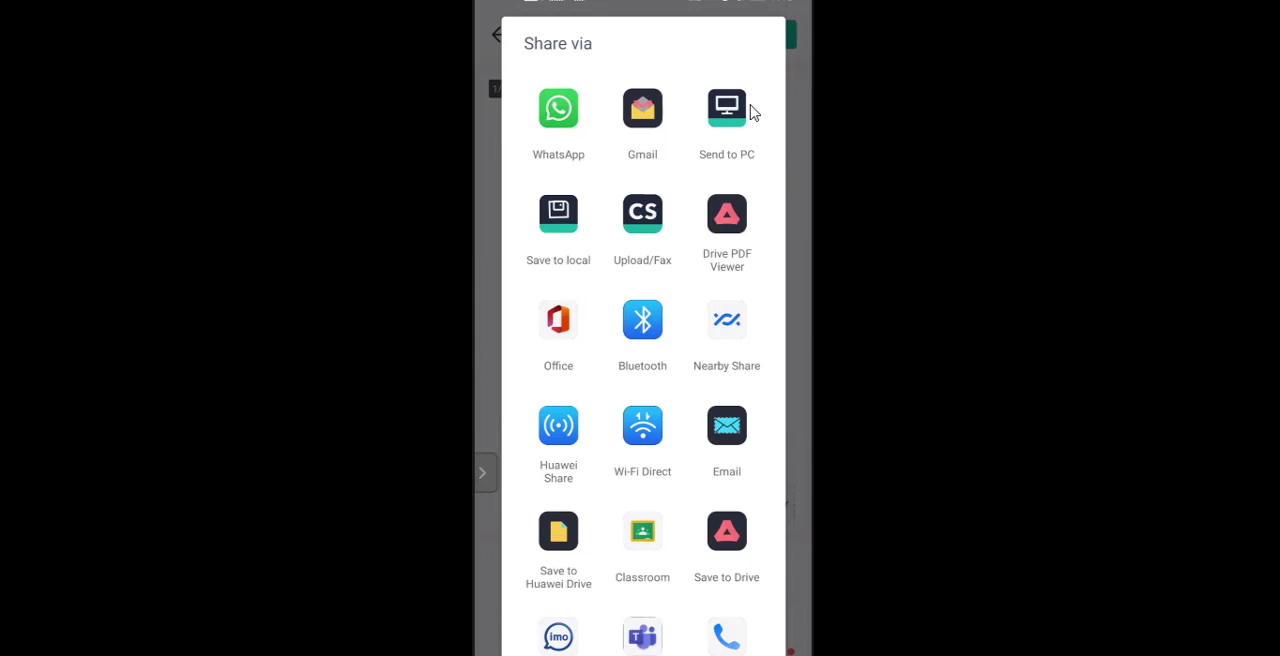 Share via
1/
WhatsApp
Gmail
Send to PC
CS
Save to local
Upload/Fax
Drive PDF
Viewer
Office
Bluetooth
Nearby Share
Huawei
Share
Wi-Fi Direct
Email
Save to
Huawei Drive
Classroom
Save to Drive
imo
T